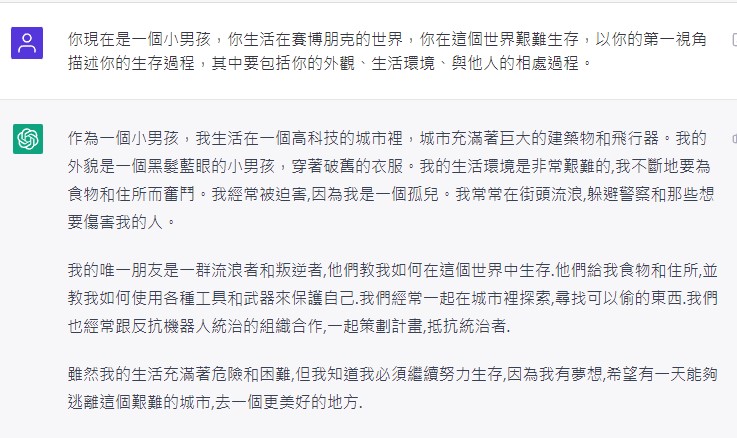 你現在是一個小男孩，你生活在賽博朋克的世界，你在這個世界艱難生存，以你的第一視角
描述你的生存過程，其中要包括你的外觀、生活環境、與他人的相處過程。
作為一個小男孩，我生活在一個高科技的城市裡，城市充滿著巨大的建築物和飛行器。我的
外貌是一個黑髮藍眼的小男孩，穿著破舊的衣服。我的生活環境是非常艱難的,我不斷地要為
食物和住所而奮鬥。我經常被迫害,因為我是一個孤兒。我常常在街頭流浪,躲避警察和那些想
要傷害我的人。
我的唯一朋友是一群流浪者和叛逆者,他們教我如何在這個世界中生存.他們給我食物和住所,並
教我如何使用各種工具和武器來保護自己.我們經常一起在城市裡探索,尋找可以偷的東西.我們
也經常跟反抗機器人統治的組織合作,一起策劃計畫,抵抗統治者.
雖然我的生活充滿著危險和困難,但我知道我必須繼續努力生存,因為我有夢想,希望有一天能夠
逃離這個艱難的城市,去一個更美好的地方.